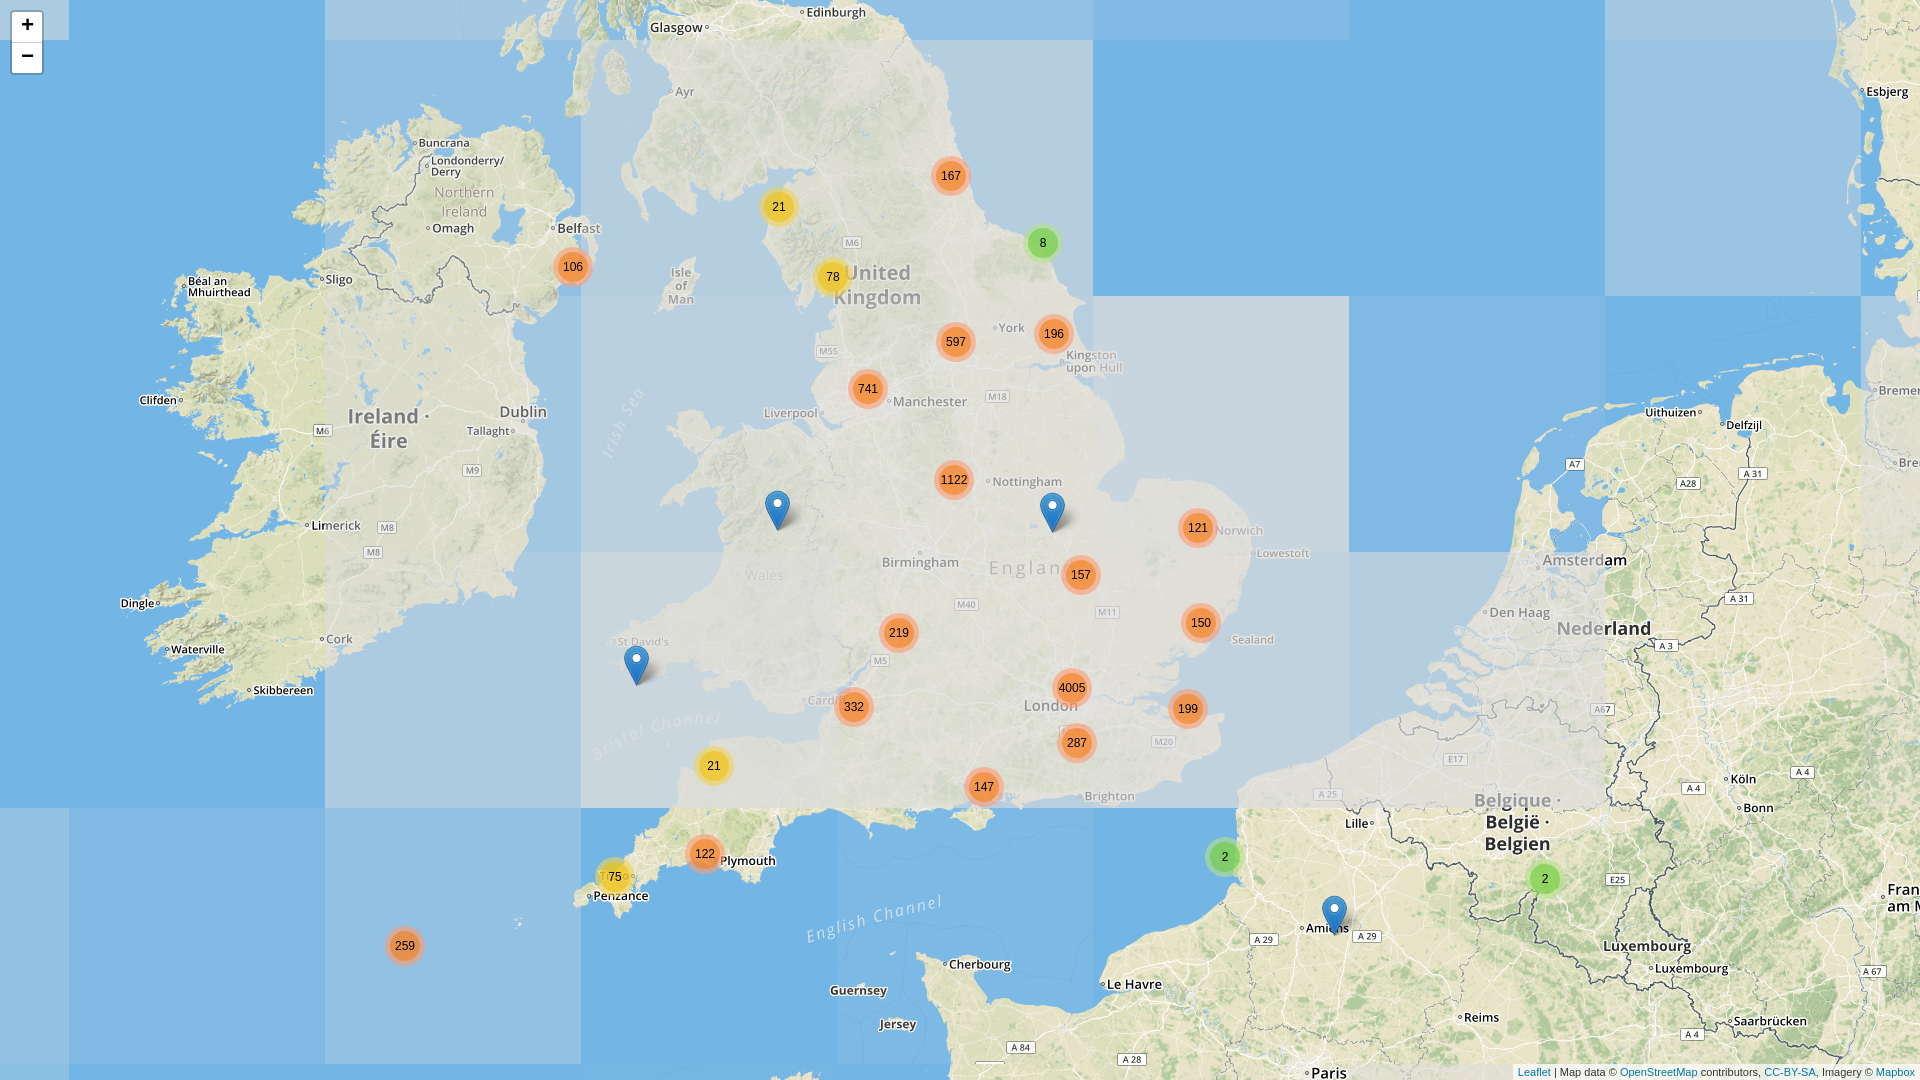 +
−
Edinburgh
Glasgow
Ayr
Esbjerg
Buncrana
Londonderry/
Derry
Northern
Ireland
Omagh
Belfast
167
21
8
106
78
M6
United
Kingdom
Isle
of
Man
Sligo
Béal an
Mhuirthead
York
196
597
Kingston
upon Hull
M55
741
Manchester
M18
Liverpool
Clifden
Ireland ·
Éire
Dublin
Tallaght
M6
M9
Irish Sea
Uithuizen
Delfzijl
Bremer
Bre
A7
A 31
A28
1122
Nottingham
121
Norwich
Lowestoft
Limerick
M8
M8
Birmingham
Englan
157
Wales
Amsterdam
Dingle
M40
M11
A 31
Den Haag
Nederland
150
Sealand
219
Cork
Waterville
St David's
M5
A 3
Skibbereen
4005
London
199
Cardiff
332
A67
Bristol Channel
287
M20
E17
21
147
Brighton
A 25
Köln
A 4
A 4
Bonn
Belgique ·
België ·
Belgien
Lille
122
Plymouth
2
75
Penzance
2
E25
Fran
am M
English Channel
Amiens
A 29
A 29
259
Luxembourg
Luxembourg
A 67
Cherbourg
Le Havre
Guernsey
Jersey
Reims
Saarbrücken
A 4
A 84
A 28
Paris
Leaflet | Map data © OpenStreetMap contributors, CC-BY-SA, Imagery © Mapbox